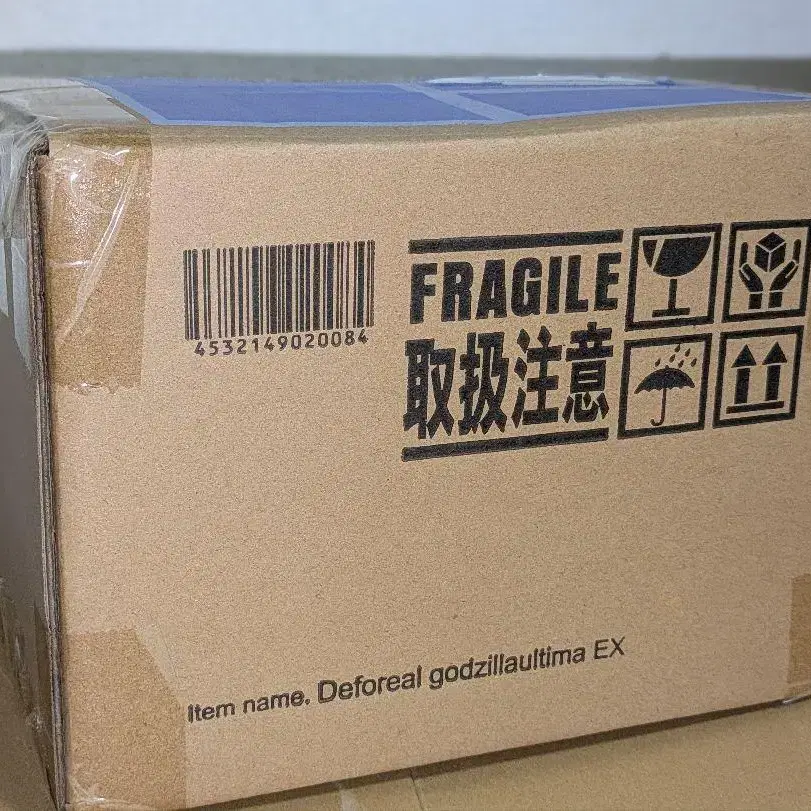 4532149020084
FRAGILE
取扱注意
Item name. Deforeal godzillaultima EX